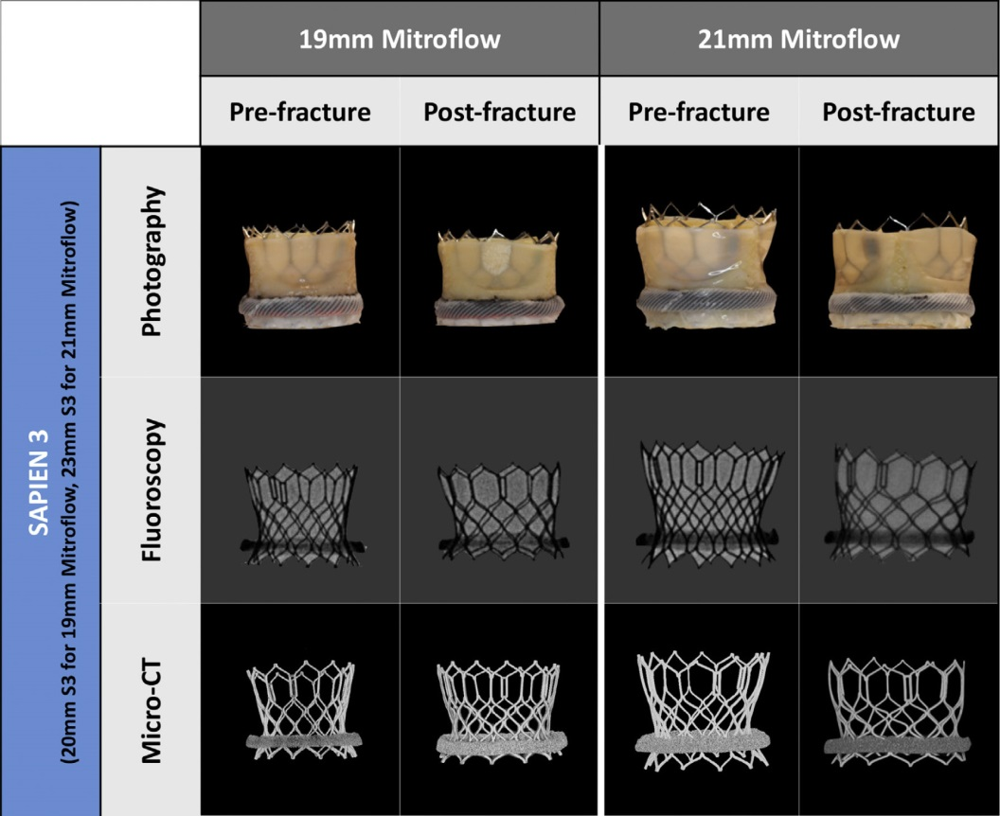 19mm Mitroflow
21mm Mitroflow
Pre-fracture
Post-fracture
Pre-fracture
Post-fracture
SAPIEN 3
(20mm S3 for 19mm Mitroflow, 23mm S3 for 21mm Mitroflow)
Photography
Fluoroscopy
Micro-CT